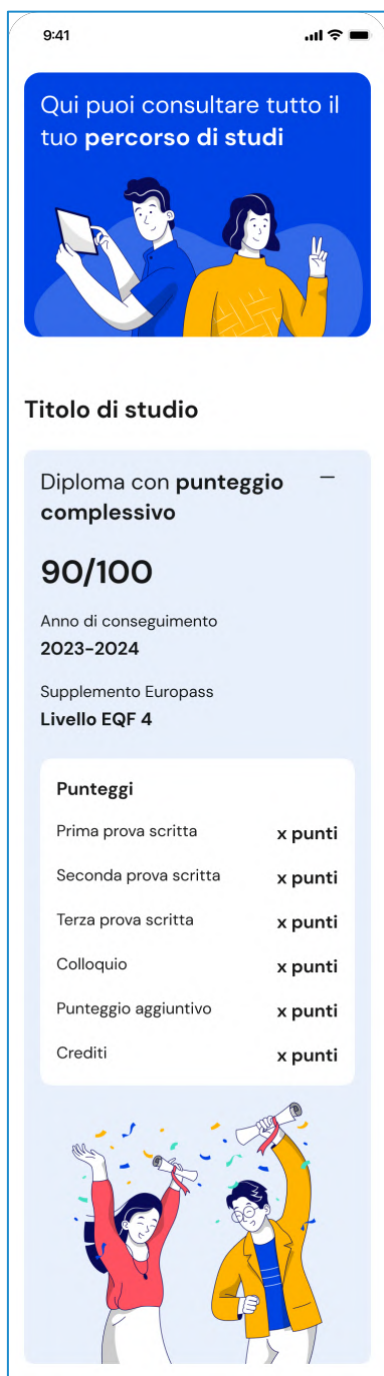 9:41
Qui puoi consultare tutto il
tuo percorso di studi
Titolo di studio
Diploma con punteggio
complessivo
90/100
Anno di conseguimento
2023-2024
Supplemento Europass
Livello EQF 4
Punteggi
Prima prova scritta x punti
Seconda prova scritta x punti
Terza prova scritta x punti
Colloquio x punti
Punteggio aggiuntivo x punti
Crediti x punti